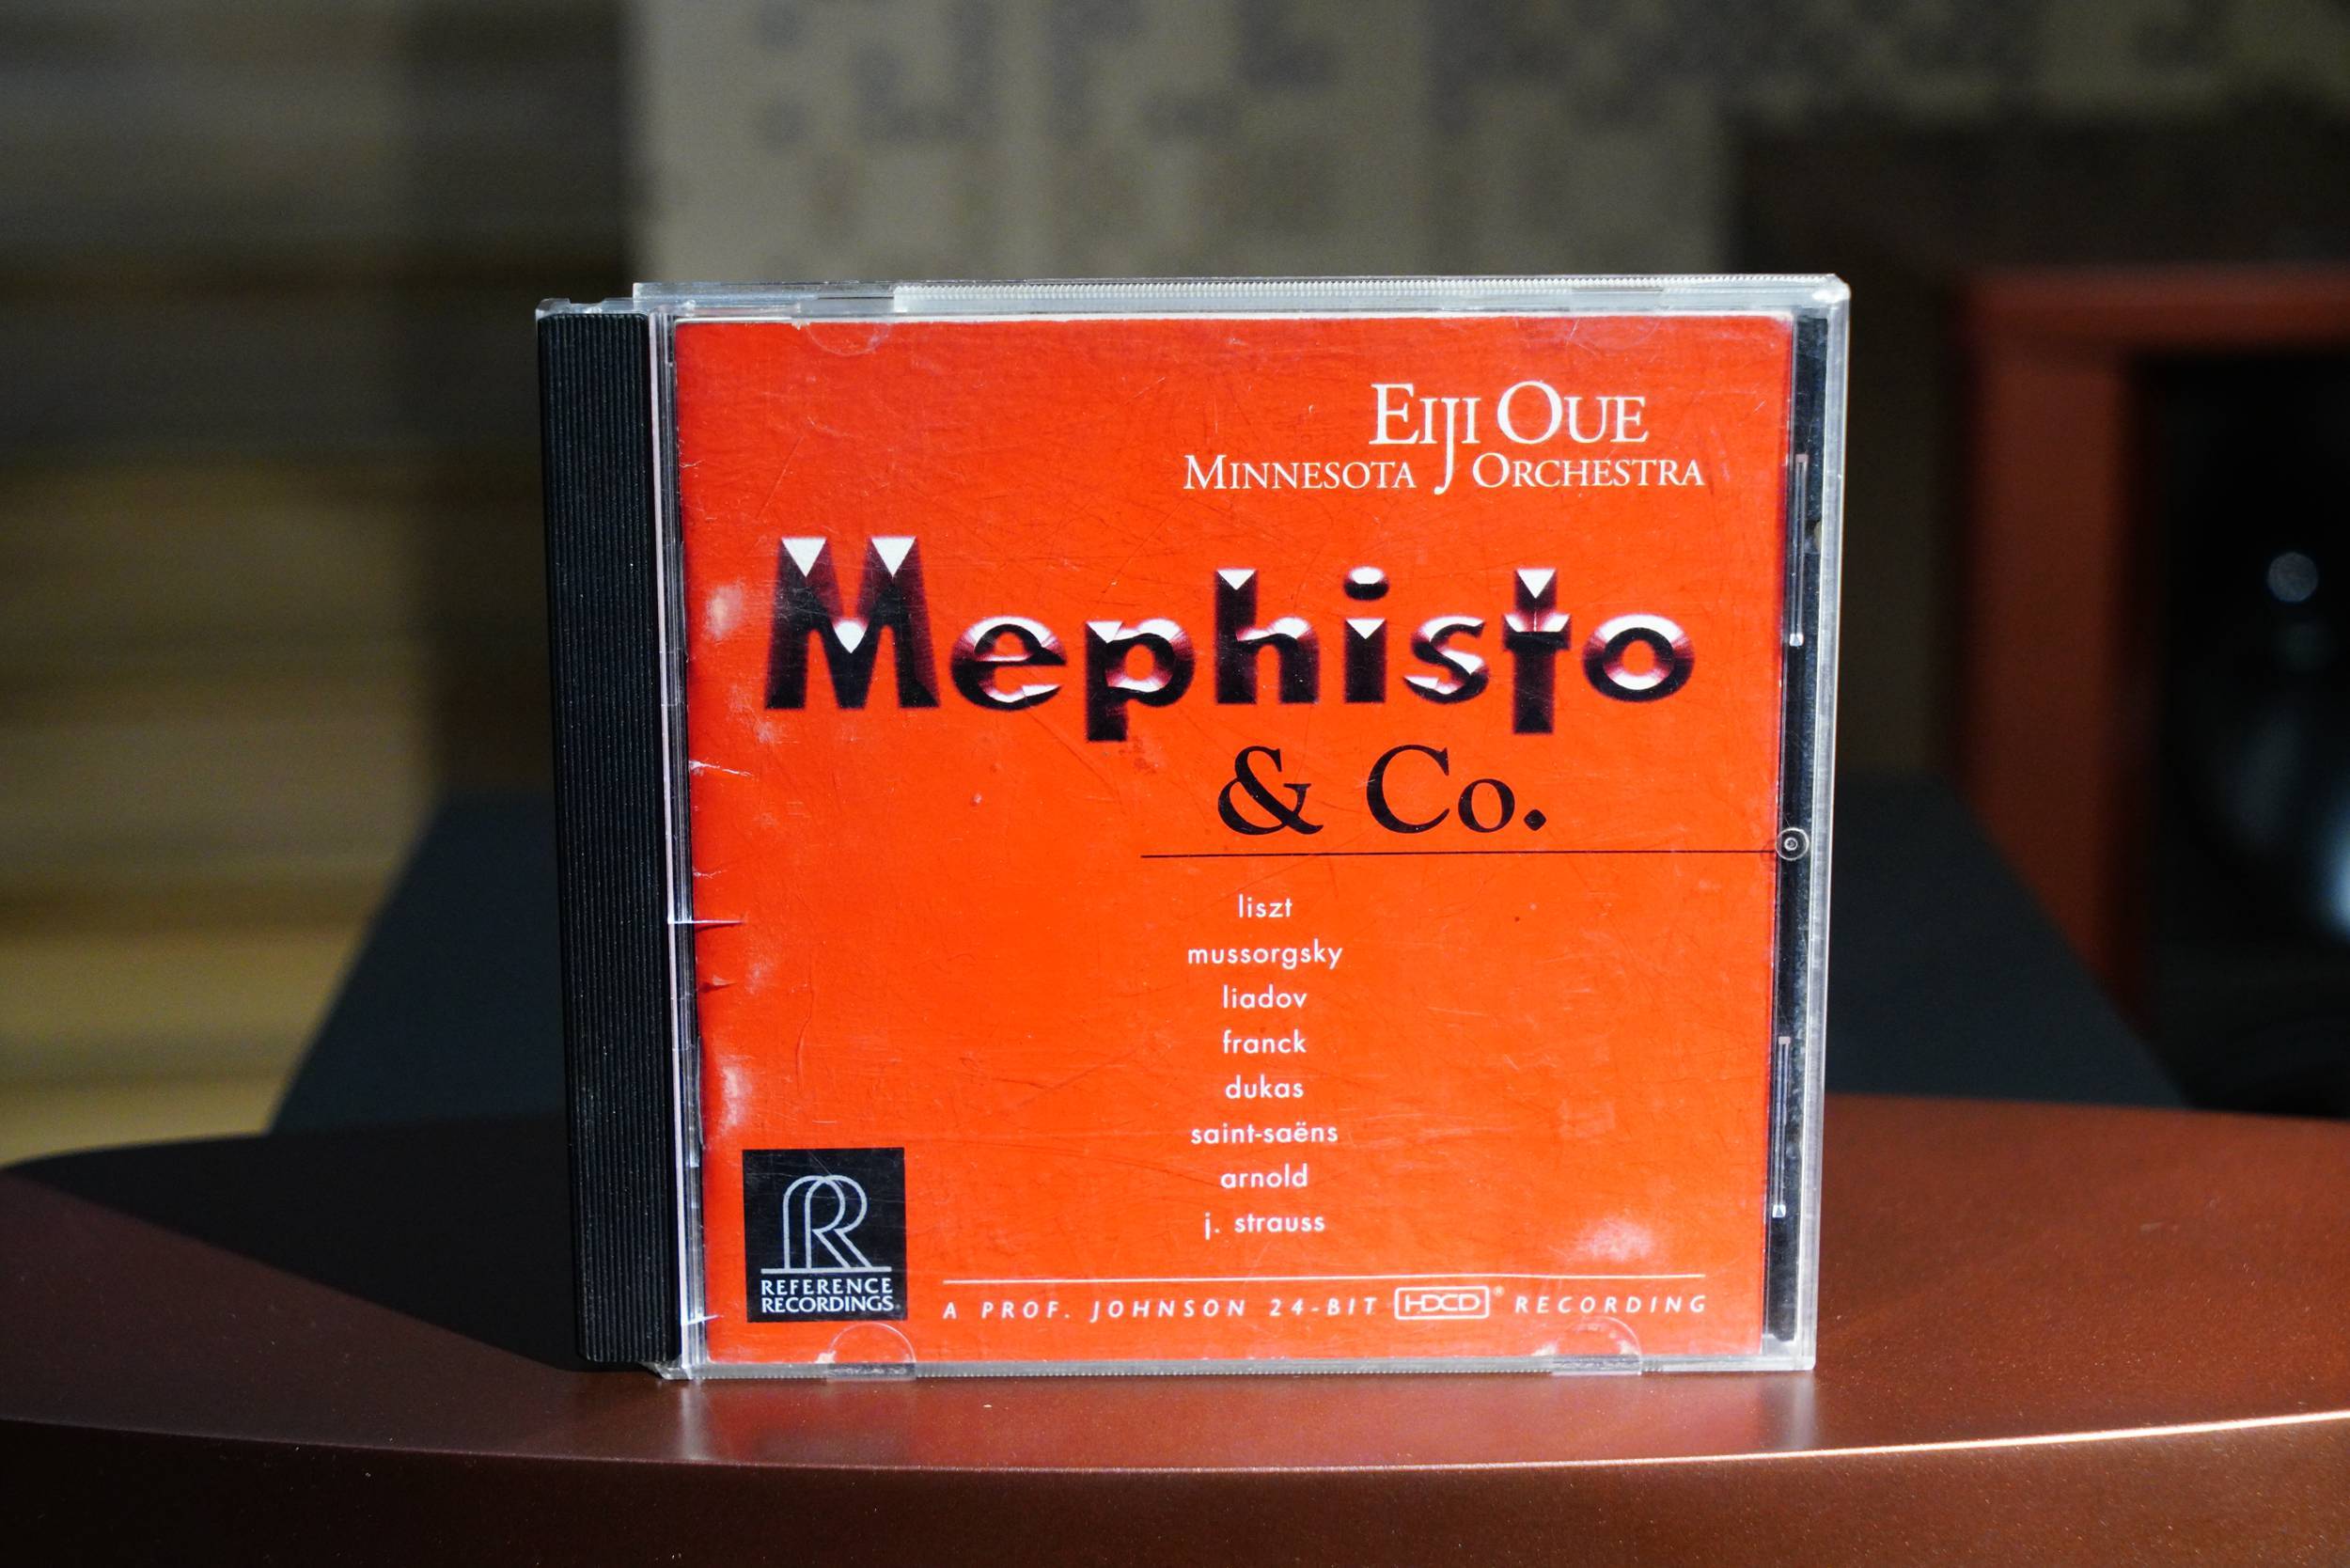 EIJI OUE
MINNESOTA ORCHESTRA
Mephisto
& Co.
liszt
mussorgsky
liadov
franck
dukas
saint-saëns
arnold
j. strauss
R
REFERENCE
RECORDINGS®
A PROF. JOHNSON 24-BIT HDCD® RECORDING